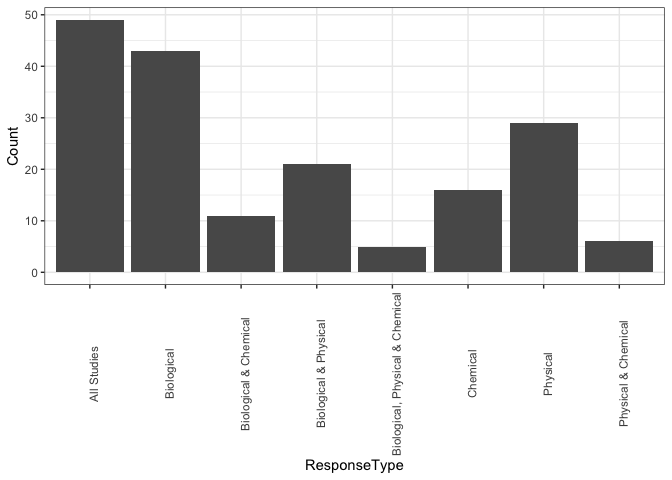 50
40
30
20
10
0
Count
All Studies
Biological
Biological & Chemical
Biological & Physical
Biological, Physical & Chemical
Chemical
Physical
Physical & Chemical
ResponseType